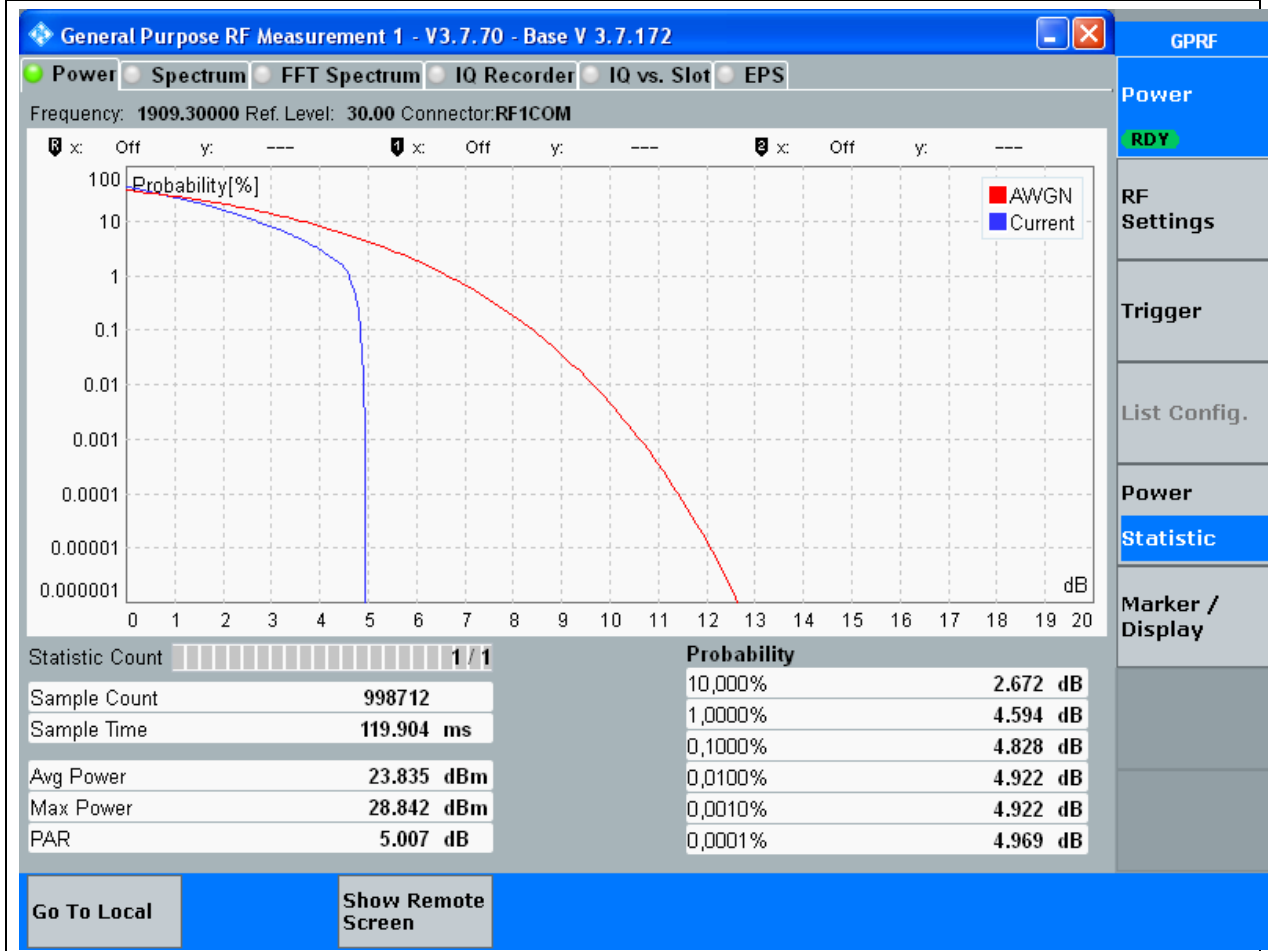 General Purpose RF Measurement 1 - V3.7.70 - Base V 3.7.172
GPRF
Power Spectrum FFT Spectrum IQ Recorder IQ vs. Slot EPS
Frequency: 1909.30000 Ref. Level: 30.00 Connector:RF1COM
R x: Off y: --- 1 x: Off y: --- 2 x: Off y: ---
Probability[%]
AWGN
Current
100
10
1
0.1
0.01
0.001
0.0001
0.00001
0.000001
dB
0 1 2 3 4 5 6 7 8 9 10 11 12 13 14 15 16 17 18 19 20
Statistic Count 1 / 1
Sample Count 998712
Sample Time 119.904 ms
Avg Power 23.835 dBm
Max Power 28.842 dBm
PAR 5.007 dB
Probability
10,000% 2.672 dB
1,0000% 4.594 dB
0,1000% 4.828 dB
0,0100% 4.922 dB
0,0010% 4.922 dB
0,0001% 4.969 dB
Power
RDY
RF
Settings
Trigger
List Config.
Power
Statistic
Marker /
Display
Go To Local
Show Remote
Screen